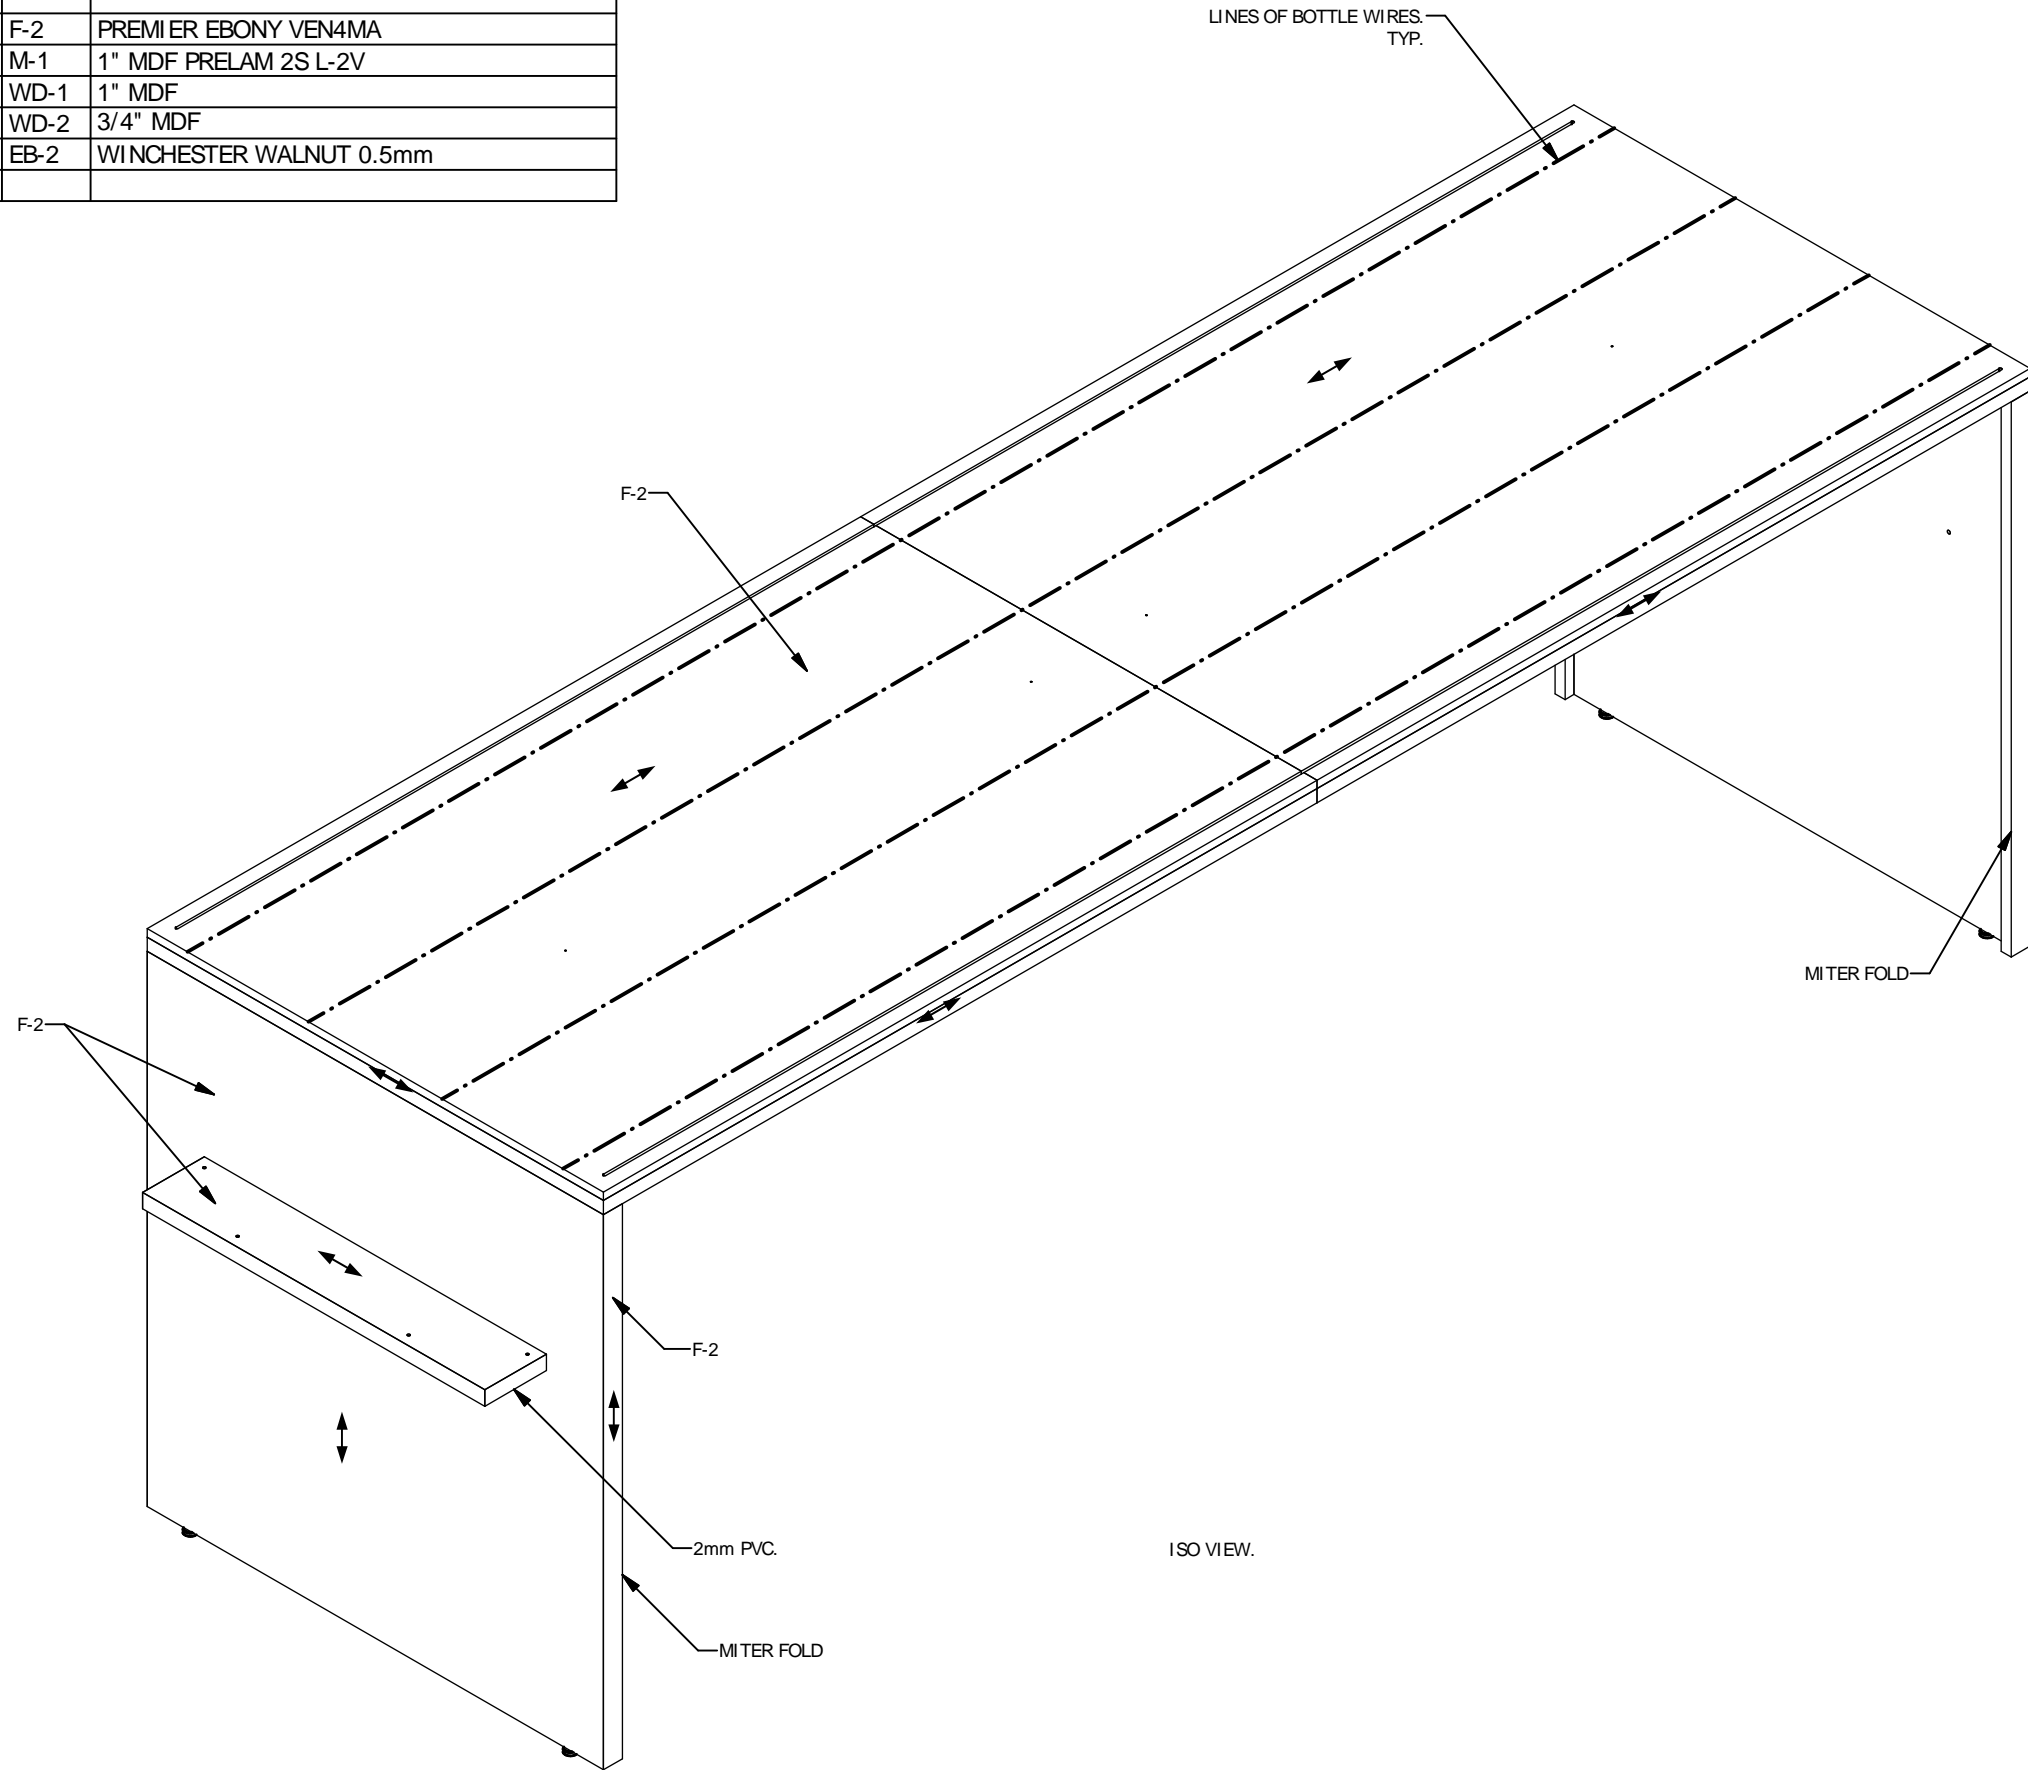 F-2 PREMIER EBONY VEN4MA
M-1 1" MDF PRELAM 2S L-2V
WD-1 1" MDF
WD-2 3/4" MDF
EB-2 WINCHESTER WALNUT 0.5mm
LINES OF BOTTLE WIRES.
TYP.
F-2
MITER FOLD
F-2
F-2
2mm PVC.
ISO VIEW.
MITER FOLD